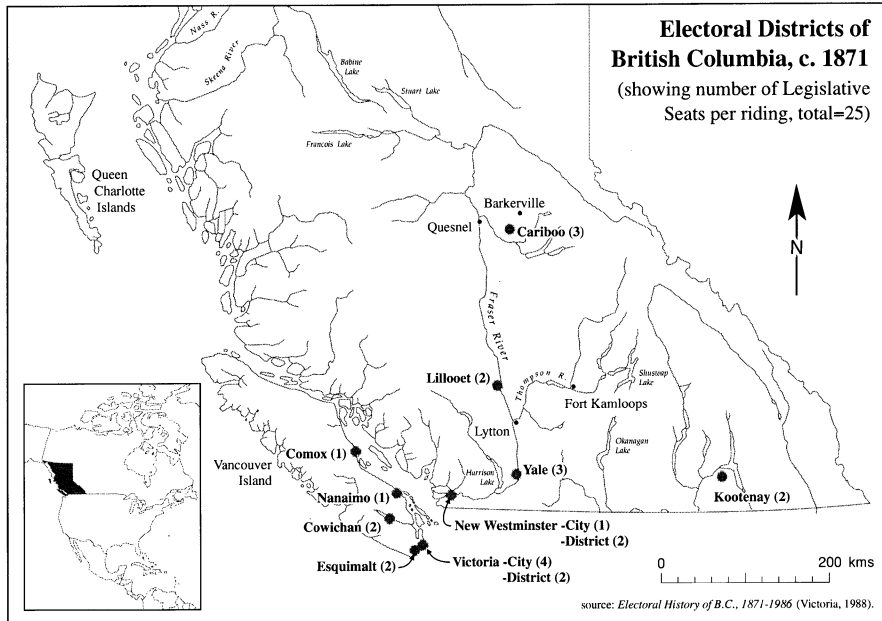 Electoral Districts of
British Columbia, c. 1871
(showing number of Legislative
Seats per riding, total=25)
Nass R.
Skeena River
Babine
Lake
Stuart Lake
Francois Lake
Queen
Charlotte
Islands
Barkerville
Quesnel
Cariboo (3)
N
Fraser River
Lillooet (2)
Thompson R.
Shuswap
Lake
Fort Kamloops
Lytton
Okanagan
Lake
Comox (1)
Vancouver
Island
Harrison
Lake
Yale (3)
Kootenay (2)
Nanaimo (1)
Cowichan (2)
New Westminster -City (1)
-District (2)
Esquimalt (2)
Victoria -City (4)
-District (2)
0 200 kms
source: Electoral History of B.C., 1871-1986 (Victoria, 1988).